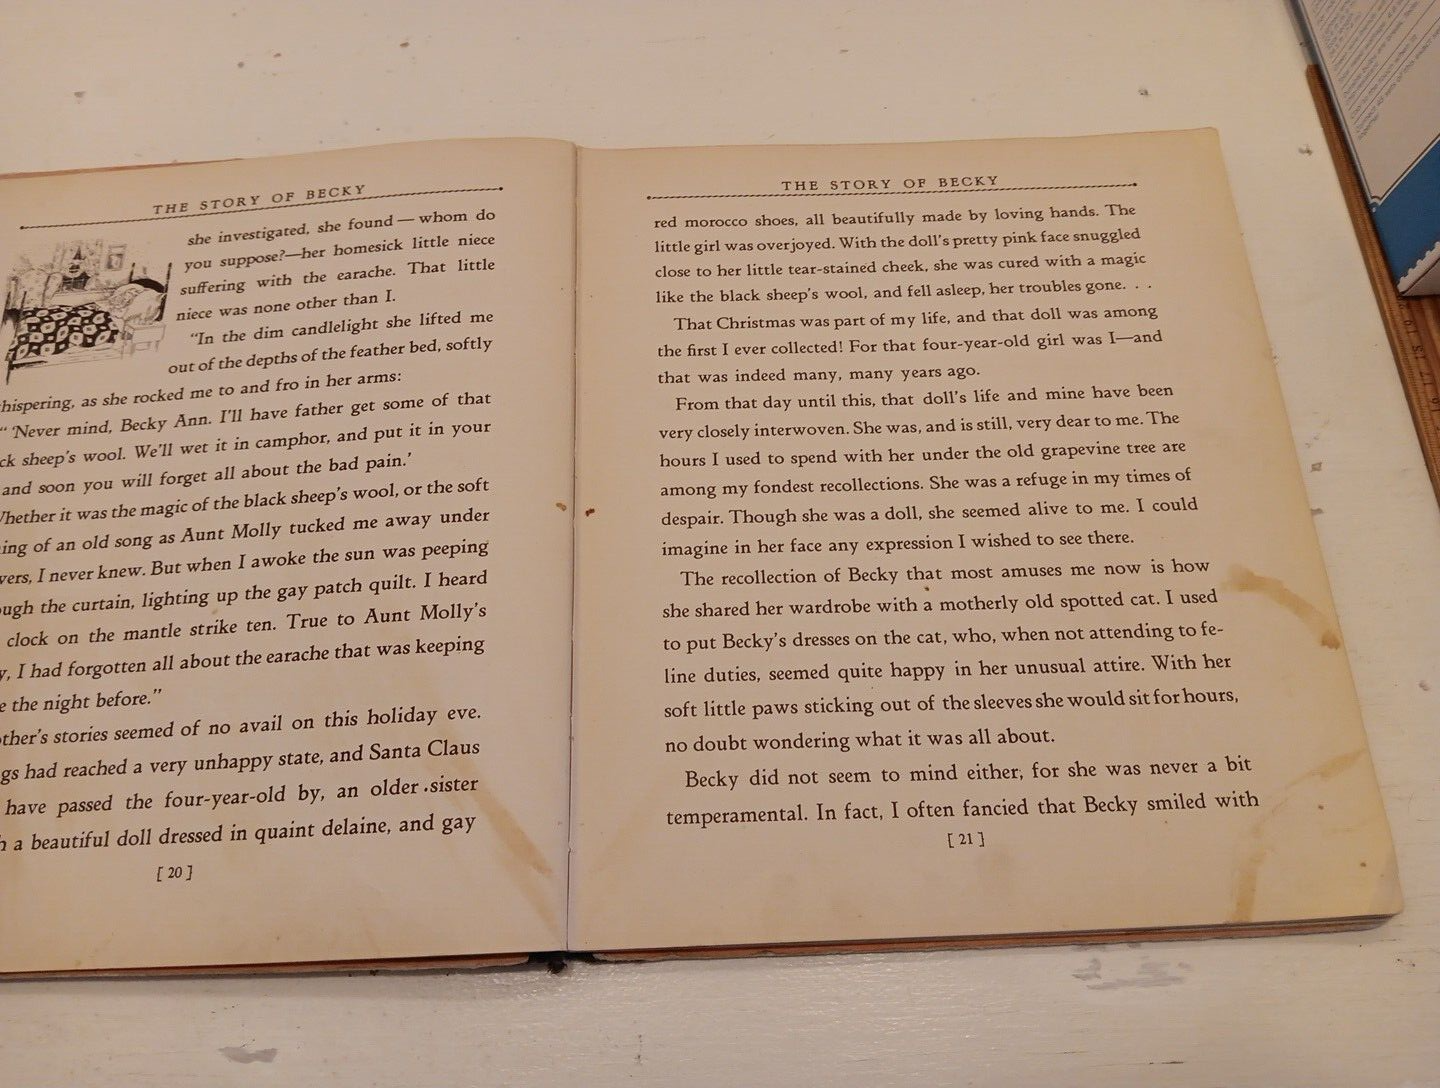 THE STORY OF BECKY
she investigated, she found — whom do
you suppose?—her homesick little niece
suffering with the earache. That little
niece was none other than I.
"In the dim candlelight she lifted me
out of the depths of the feather bed, softly
hispering, as she rocked me to and fro in her arms:
"'Never mind, Becky Ann. I'll have father get some of that
ck sheep's wool. We'll wet it in camphor, and put it in your
and soon you will forget all about the bad pain.'
Whether it was the magic of the black sheep's wool, or the soft
ing of an old song as Aunt Molly tucked me away under
vers, I never knew. But when I awoke the sun was peeping
ough the curtain, lighting up the gay patch quilt. I heard
clock on the mantle strike ten. True to Aunt Molly's
y, I had forgotten all about the earache that was keeping
e the night before."
other's stories seemed of no avail on this holiday eve.
gs had reached a very unhappy state, and Santa Claus
have passed the four-year-old by, an older sister
h a beautiful doll dressed in quaint delaine, and gay
[ 20 ]
THE STORY OF BECKY
red morocco shoes, all beautifully made by loving hands. The
little girl was overjoyed. With the doll's pretty pink face snuggled
close to her little tear-stained cheek, she was cured with a magic
like the black sheep's wool, and fell asleep, her troubles gone. . .
That Christmas was part of my life, and that doll was among
the first I ever collected! For that four-year-old girl was I—and
that was indeed many, many years ago.
From that day until this, that doll's life and mine have been
very closely interwoven. She was, and is still, very dear to me. The
hours I used to spend with her under the old grapevine tree are
among my fondest recollections. She was a refuge in my times of
despair. Though she was a doll, she seemed alive to me. I could
imagine in her face any expression I wished to see there.
The recollection of Becky that most amuses me now is how
she shared her wardrobe with a motherly old spotted cat. I used
to put Becky's dresses on the cat, who, when not attending to fe-
line duties, seemed quite happy in her unusual attire. With her
soft little paws sticking out of the sleeves she would sit for hours,
no doubt wondering what it was all about.
Becky did not seem to mind either, for she was never a bit
temperamental. In fact, I often fancied that Becky smiled with
[ 21 ]